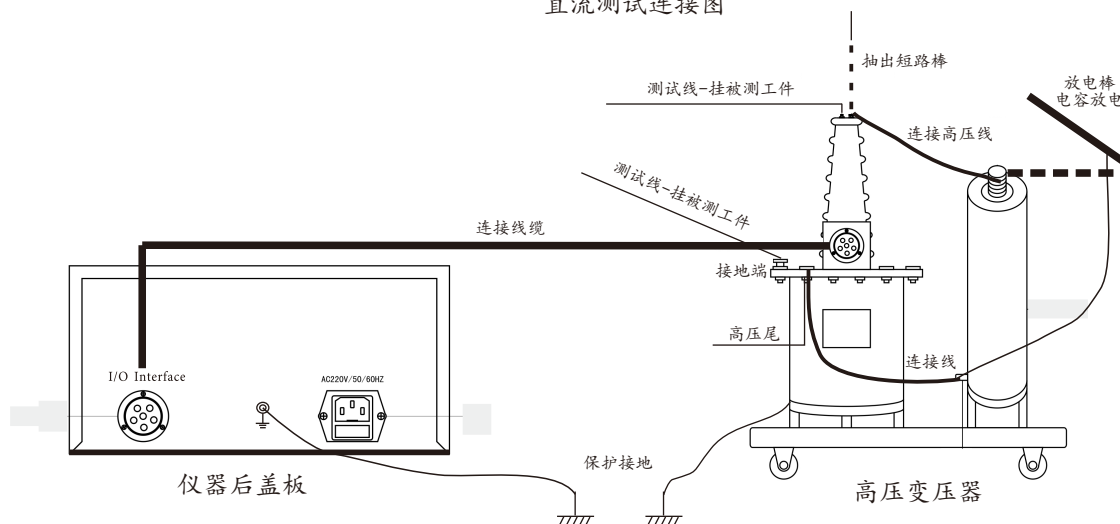 直流测试连接图
抽出短路棒
测试线-挂被测工件
放电棒
电容放电
连接高压线
测试线-挂被测工件
连接线缆
接地端
高压尾
连接线
I/O Interface
AC220V/50/60HZ
保护接地
仪器后盖板
高压变压器